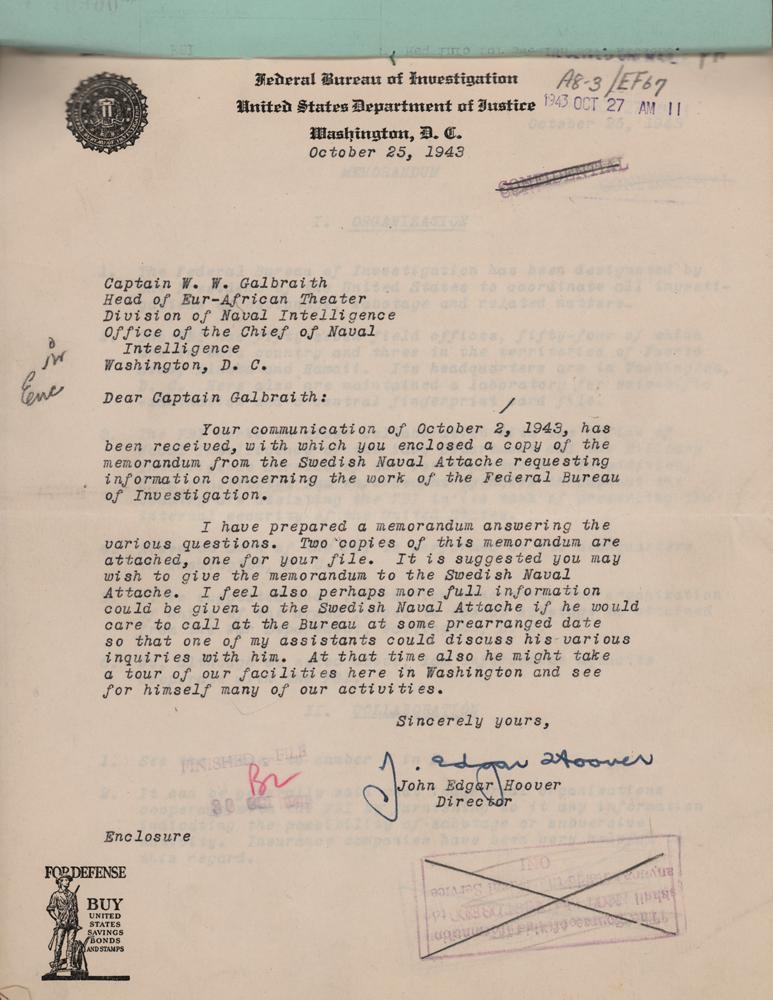 Federal Bureau of Investigation
A8-3/EF67
United States Department of Justice
1943 OCT 27 AM 11
Washington, D. C.
October 25, 1943
CONFIDENTIAL
Captain W. W. Galbraith
Head of Eur-African Theater
Division of Naval Intelligence
Office of the Chief of Naval
Intelligence
Washington, D. C.
Enc
Dear Captain Galbraith:
Your communication of October 2, 1943, has
been received, with which you enclosed a copy of the
memorandum from the Swedish Naval Attache requesting
information concerning the work of the Federal Bureau
of Investigation.
I have prepared a memorandum answering the
various questions. Two copies of this memorandum are
attached, one for your file. It is suggested you may
wish to give the memorandum to the Swedish Naval
Attache. I feel also perhaps more full information
could be given to the Swedish Naval Attache if he would
care to call at the Bureau at some prearranged date
so that one of my assistants could discuss his various
inquiries with him. At that time also he might take
a tour of our facilities here in Washington and see
for himself many of our activities.
Sincerely yours,
J. Edgar Hoover
John Edgar Hoover
Director
FINISHED FILE
Enclosure
FOR DEFENSE
BUY
UNITED
STATES
SAVINGS
BONDS
AND STAMPS
ONI